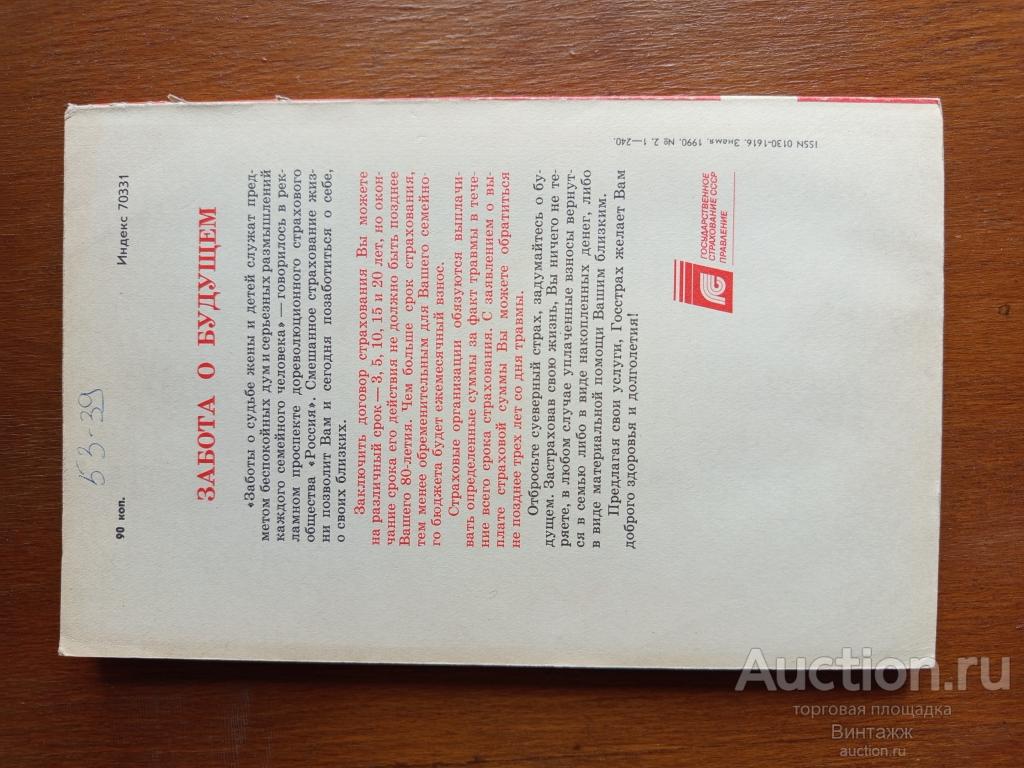 53-39
90 коп.
Индекс 70331
ЗАБОТА О БУДУЩЕМ
«Заботы о судьбе жены и детей служат пред-
метом беспокойных дум и серьезных размышлений
каждого семейного человека» — говорилось в рек-
ламном проспекте дореволюционного страхового
общества «Россия». Смешанное страхование жиз-
ни позволит Вам и сегодня позаботиться о себе,
о своих близких.
Заключить договор страхования Вы можете
на различный срок — 3, 5, 10, 15 и 20 лет, но окон-
чание срока его действия не должно быть позднее
Вашего 80-летия. Чем больше срок страхования,
тем менее обременительным для Вашего семейно-
го бюджета будет ежемесячный взнос.
Страховые организации обязуются выплачи-
вать определенные суммы за факт травмы в тече-
ние всего срока страхования. С заявлением о вы-
плате страховой суммы Вы можете обратиться
не позднее трех лет со дня травмы.
Отбросьте суеверный страх, задумайтесь о бу-
дущем. Застраховав свою жизнь, Вы ничего не те-
ряете, в любом случае уплаченные взносы вернут-
ся в семью либо в виде накопленных денег, либо
в виде материальной помощи Вашим близким.
Предлагая свои услуги, Госстрах желает Вам
доброго здоровья и долголетия!
ГОСУДАРСТВЕННОЕ
СТРАХОВАНИЕ СССР
ПРАВЛЕНИЕ
ISSN 0130-1616. Знамя. 1990. № 2. 1—240.
Auction.ru
торговая площадка
Винтажж
auction.ru